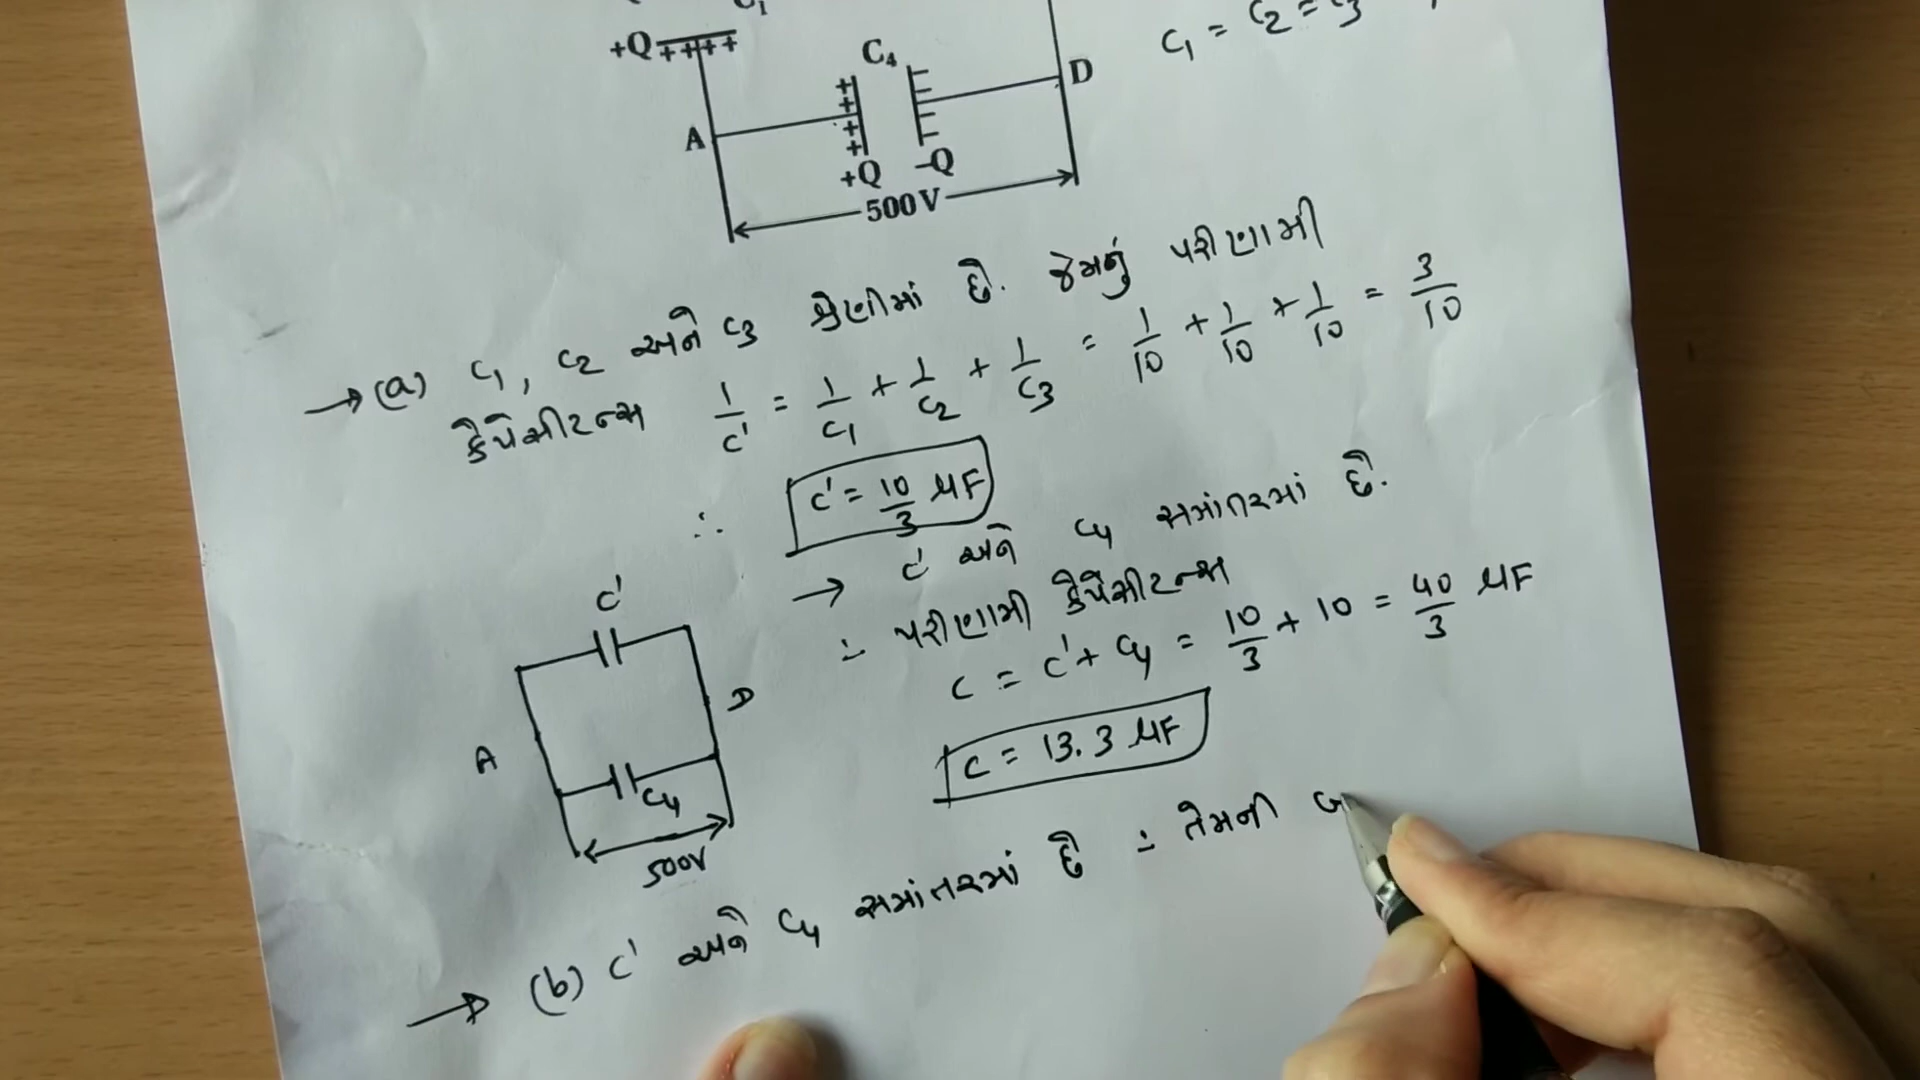 +Q ++++
C₄
C₁ = C₂ = C₃
A
D
+Q
-Q
500 V
→ (a) C₁, C₂ અને C₃ શ્રેણીમાં છે. જેમનું પરીણામી
કેપેસીટન્સ 1/C' = 1/C₁ + 1/C₂ + 1/C₃ = 1/10 + 1/10 + 1/10 = 3/10
∴ C' = 10/3 μF
→ C' અને C₄ સમાંતરમાં છે.
∴ પરીણામી કેપેસીટન્સ
C = C' + C₄ = 10/3 + 10 = 40/3 μF
C = 13.3 μF
C'
A
D
C₄
500V
→ (b) C' અને C₄ સમાંતરમાં છે ∴ તેમની